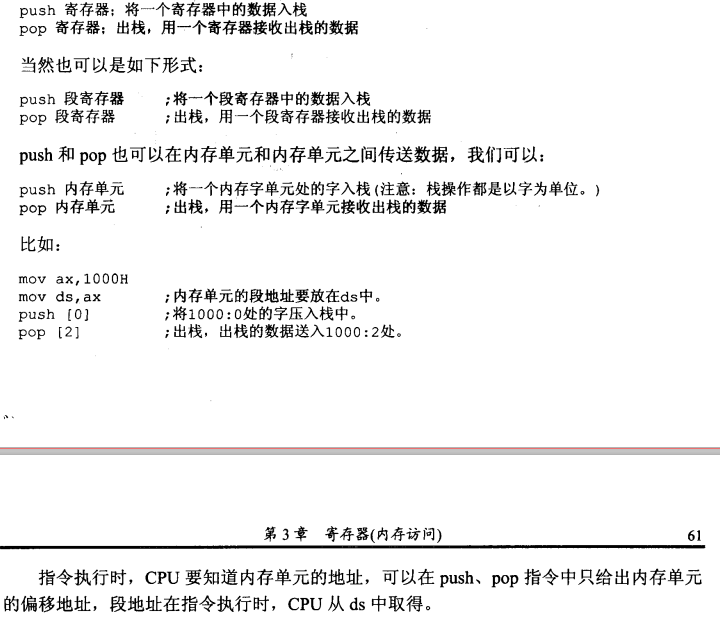 push 寄存器；将一个寄存器中的数据入栈
pop 寄存器；出栈，用一个寄存器接收出栈的数据
当然也可以是如下形式：
push 段寄存器 ;将一个段寄存器中的数据入栈
pop 段寄存器 ;出栈，用一个段寄存器接收出栈的数据
push 和 pop 也可以在内存单元和内存单元之间传送数据，我们可以：
push 内存单元 ;将一个内存字单元处的字入栈(注意：栈操作都是以字为单位。)
pop 内存单元 ;出栈，用一个内存字单元接收出栈的数据
比如：
mov ax,1000H
mov ds,ax ;内存单元的段地址要放在ds中。
push [0] ;将1000:0处的字压入栈中。
pop [2] ;出栈，出栈的数据送入1000:2处。
第 3 章 寄存器(内存访问) 61
指令执行时，CPU 要知道内存单元的地址，可以在 push、pop 指令中只给出内存单元
的偏移地址，段地址在指令执行时，CPU 从 ds 中取得。